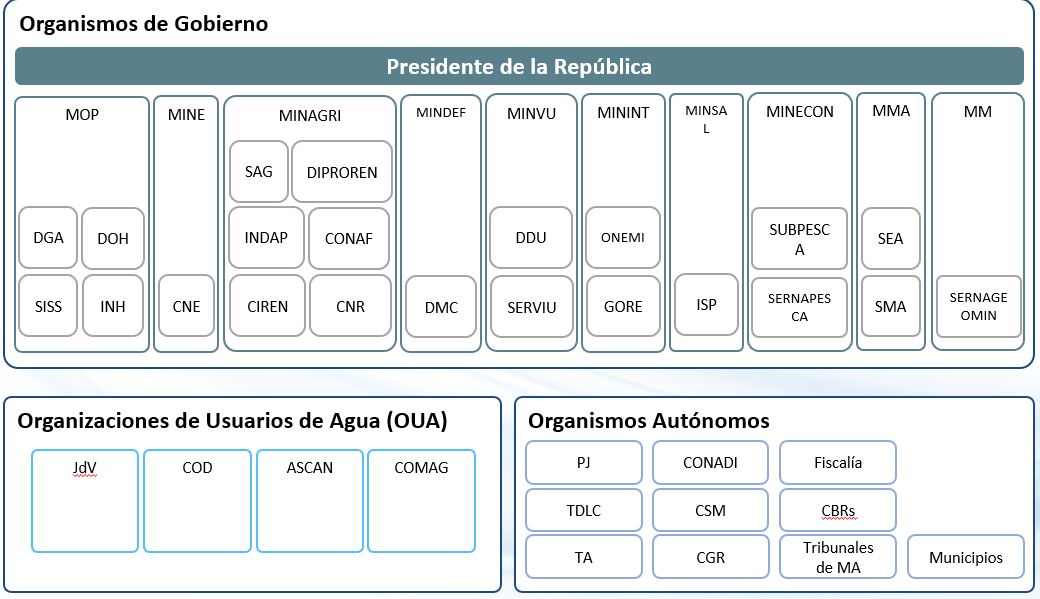 Organismos de Gobierno
Presidente de la República
MOP
DGA
DOH
SISS
INH
MINE
CNE
MINAGRI
SAG
DIPROREN
INDAP
CONAF
CIREN
CNR
MINDEF
DMC
MINVU
DDU
SERVIU
MININT
ONEMI
GORE
MINSA
L
ISP
MINECON
SUBPESC
A
SERNAPES
CA
MMA
SEA
SMA
MM
SERNAGE
OMIN
Organizaciones de Usuarios de Agua (OUA)
JdV
COD
ASCAN
COMAG
Organismos Autónomos
PJ
CONADI
Fiscalía
TDLC
CSM
CBRs
TA
CGR
Tribunales
de MA
Municipios